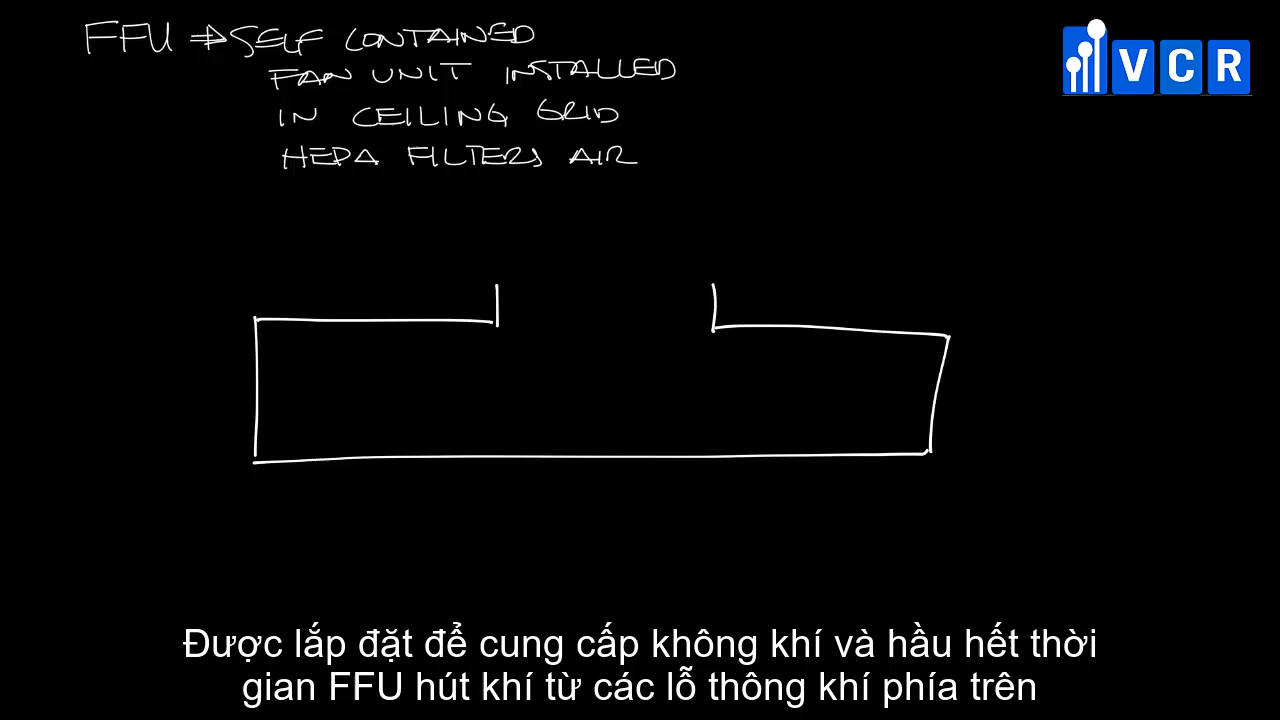 FFU ⇒ SELF CONTAINED
FAN UNIT INSTALLED
IN CEILING GRID
HEPA FILTERS AIR
VCR
Được lắp đặt để cung cấp không khí và hầu hết thời
gian FFU hút khí từ các lỗ thông khí phía trên